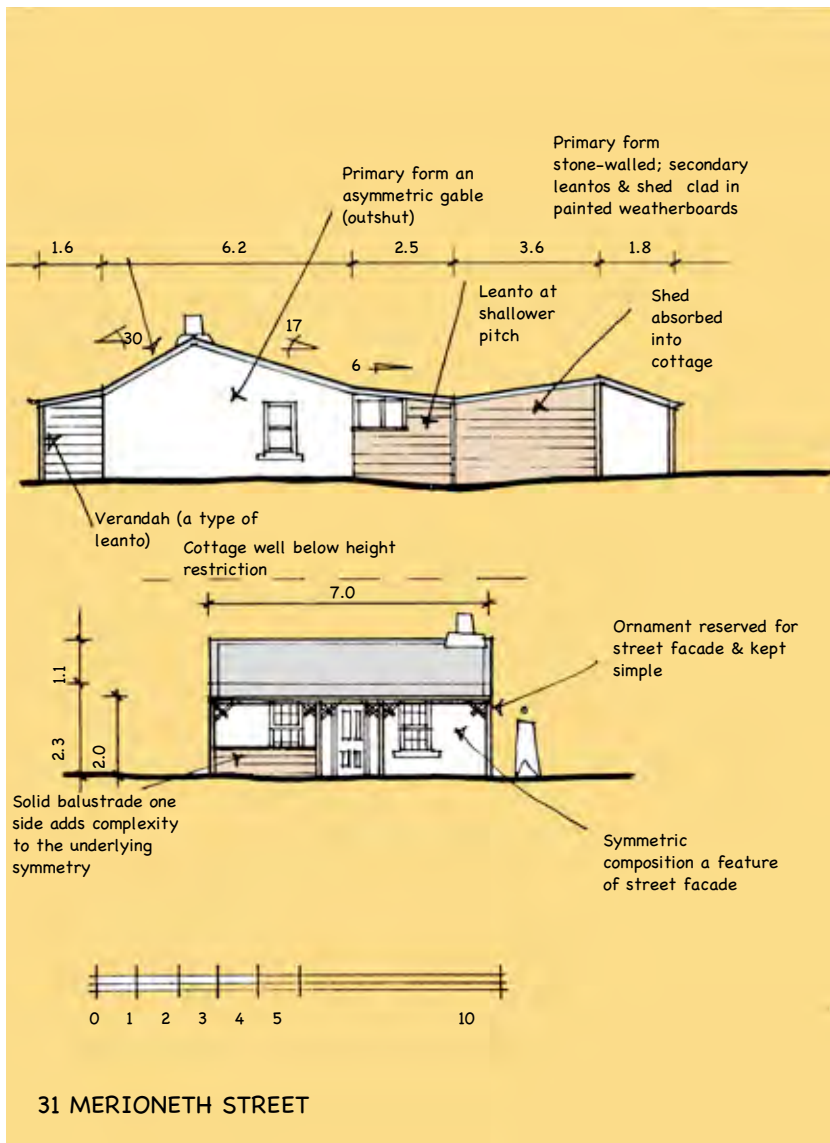 Primary form
stone-walled; secondary
leantos & shed clad in
painted weatherboards
Primary form an
asymmetric gable
(outshut)
1.6
6.2
2.5
3.6
1.8
Leanto at
shallower
pitch
Shed
absorbed
into
cottage
30
17
6
Verandah (a type of
leanto)
Cottage well below height
restriction
7.0
Ornament reserved for
street facade & kept
simple
1.1
2.3
2.0
Solid balustrade one
side adds complexity
to the underlying
symmetry
Symmetric
composition a feature
of street facade
0 1 2 3 4 5 10
31 MERIONETH STREET